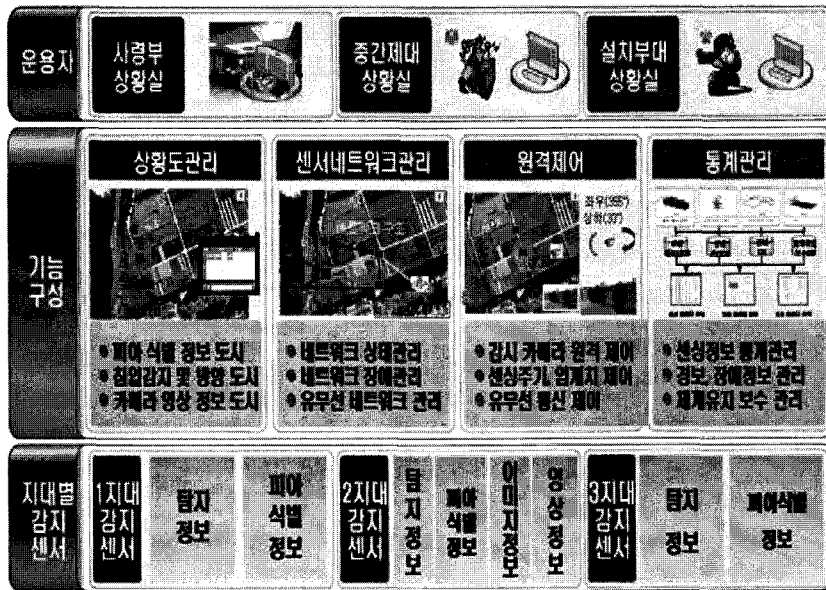 운용자
사령부
상황실
중간제대
상황실
설치부대
상황실
기능
구성
상황도관리
• 피아 식별 정보 도시
• 침입감지 및 방향 도시
• 카메라 영상 정보 도시
센서네트워크관리
• 네트워크 상태관리
• 네트워크 장애관리
• 유무선 네트워크 관리
원격제어
좌우(355°)
상하(30°)
• 감시 카메라 원격 제어
• 센싱주기, 임계치 제어
• 유무선 통신 제어
통계관리
• 센싱정보 통계관리
• 경보, 장애정보 관리
• 체계유지 보수 관리
지대별
감지
센서
1지대
감지
센서
탐지
정보
피아
식별
정보
2지대
감지
센서
탐지정보
피아
식별
정보
이미지정보
영상정보
3지대
감지
센서
탐지
정보
피아식별
정보